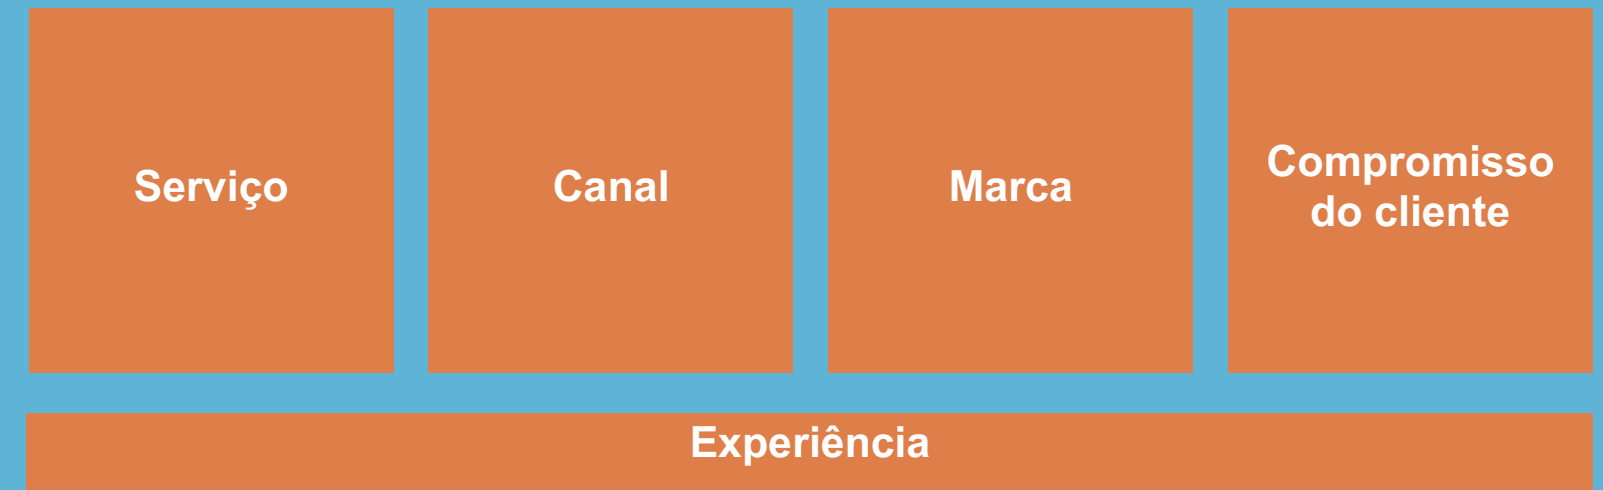 Serviço
Canal
Marca
Compromisso
do cliente
Experiência